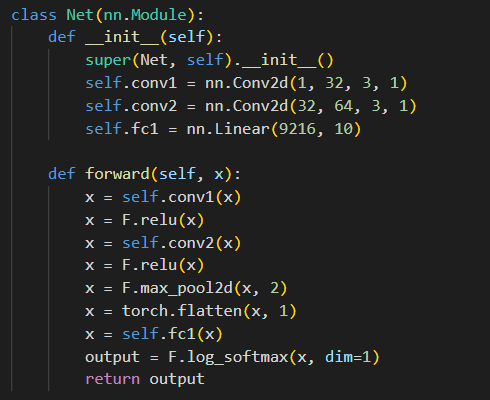 class Net(nn.Module):
    def __init__(self):
        super(Net, self).__init__()
        self.conv1 = nn.Conv2d(1, 32, 3, 1)
        self.conv2 = nn.Conv2d(32, 64, 3, 1)
        self.fc1 = nn.Linear(9216, 10)

    def forward(self, x):
        x = self.conv1(x)
        x = F.relu(x)
        x = self.conv2(x)
        x = F.relu(x)
        x = F.max_pool2d(x, 2)
        x = torch.flatten(x, 1)
        x = self.fc1(x)
        output = F.log_softmax(x, dim=1)
        return output